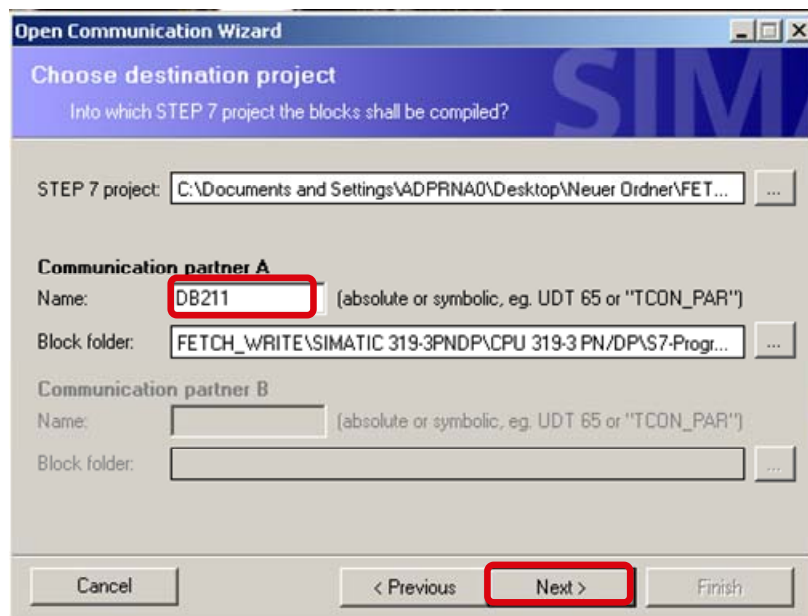 Open Communication Wizard
Choose destination project
Into which STEP 7 project the blocks shall be compiled?
SIM
STEP 7 project: C:\Documents and Settings\ADPRNA0\Desktop\Neuer Ordner\FET... ...
Communication partner A
Name: DB211 (absolute or symbolic, eg. UDT 65 or "TCON_PAR")
Block folder: FETCH_WRITE\SIMATIC 319-3PNDP\CPU 319-3 PN/DP\S7-Progr... ...
Communication partner B
Name: (absolute or symbolic, eg. UDT 65 or "TCON_PAR")
Block folder: ...
Cancel < Previous Next > Finish